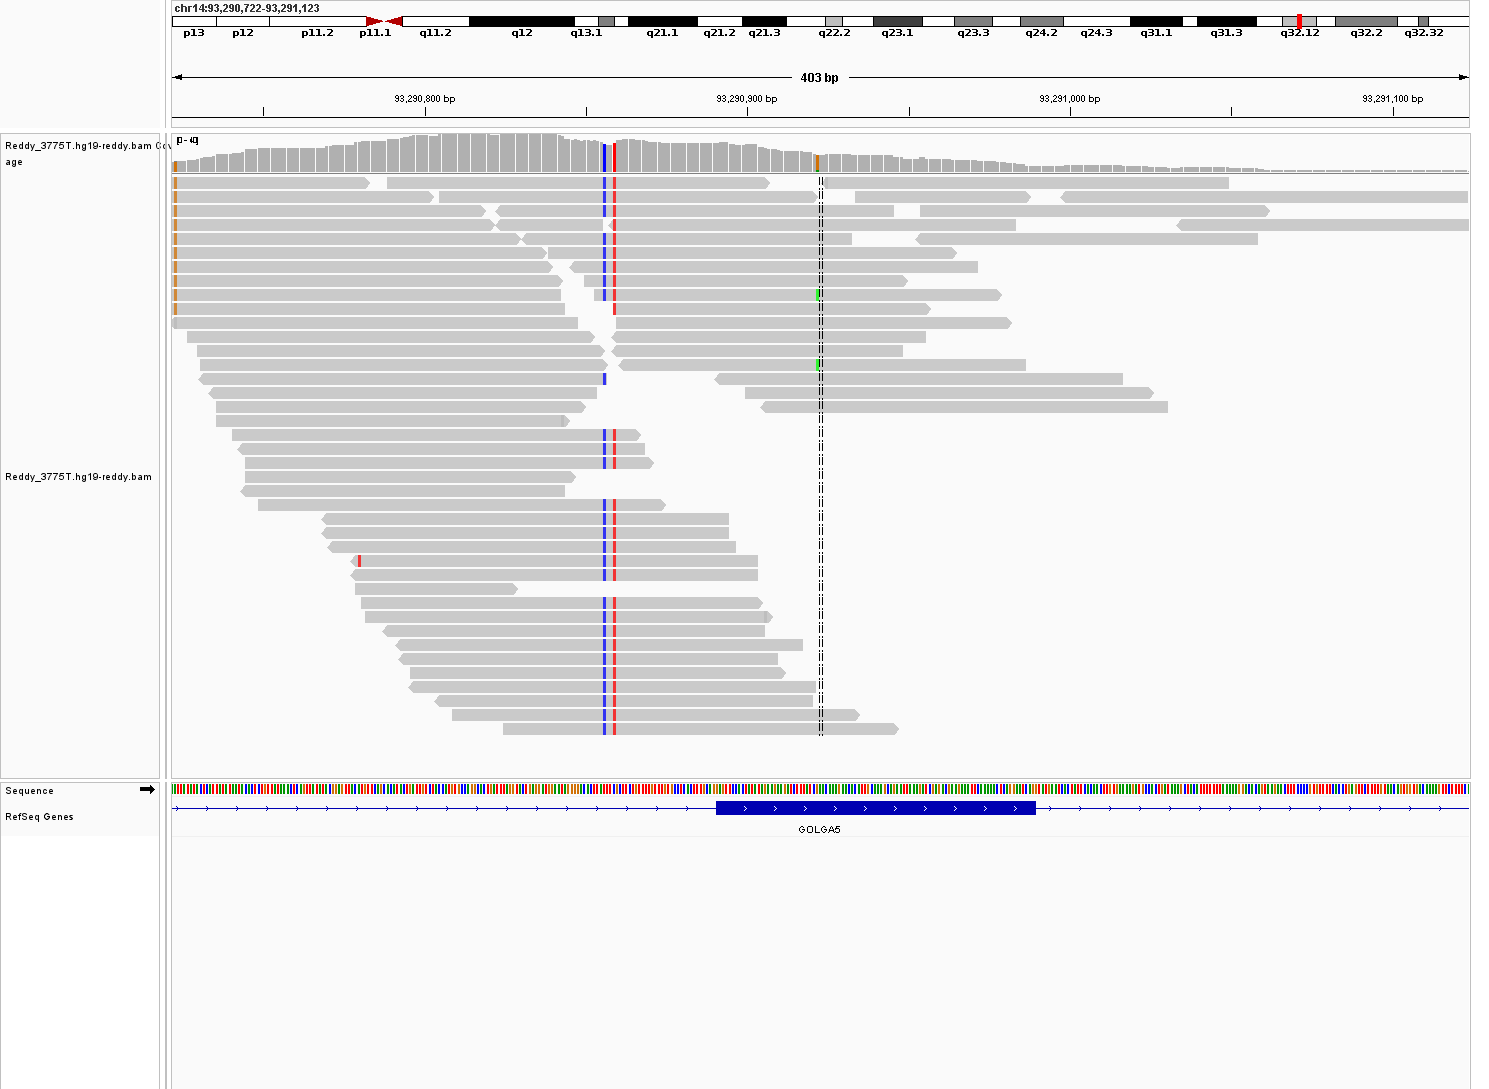 chr14:93,290,722-93,291,123
p13 p12 p11.2 p11.1 q11.2 q12 q13.1 q21.1 q21.2 q21.3 q22.2 q23.1 q23.3 q24.2 q24.3 q31.1 q31.3 q32.12 q32.2 q32.32
403 bp
93,290,800 bp 93,290,900 bp 93,291,000 bp 93,291,100 bp
Reddy_3775T.hg19-reddy.bam Cov
age
Reddy_3775T.hg19-reddy.bam
Sequence
RefSeq Genes
GOLGA5